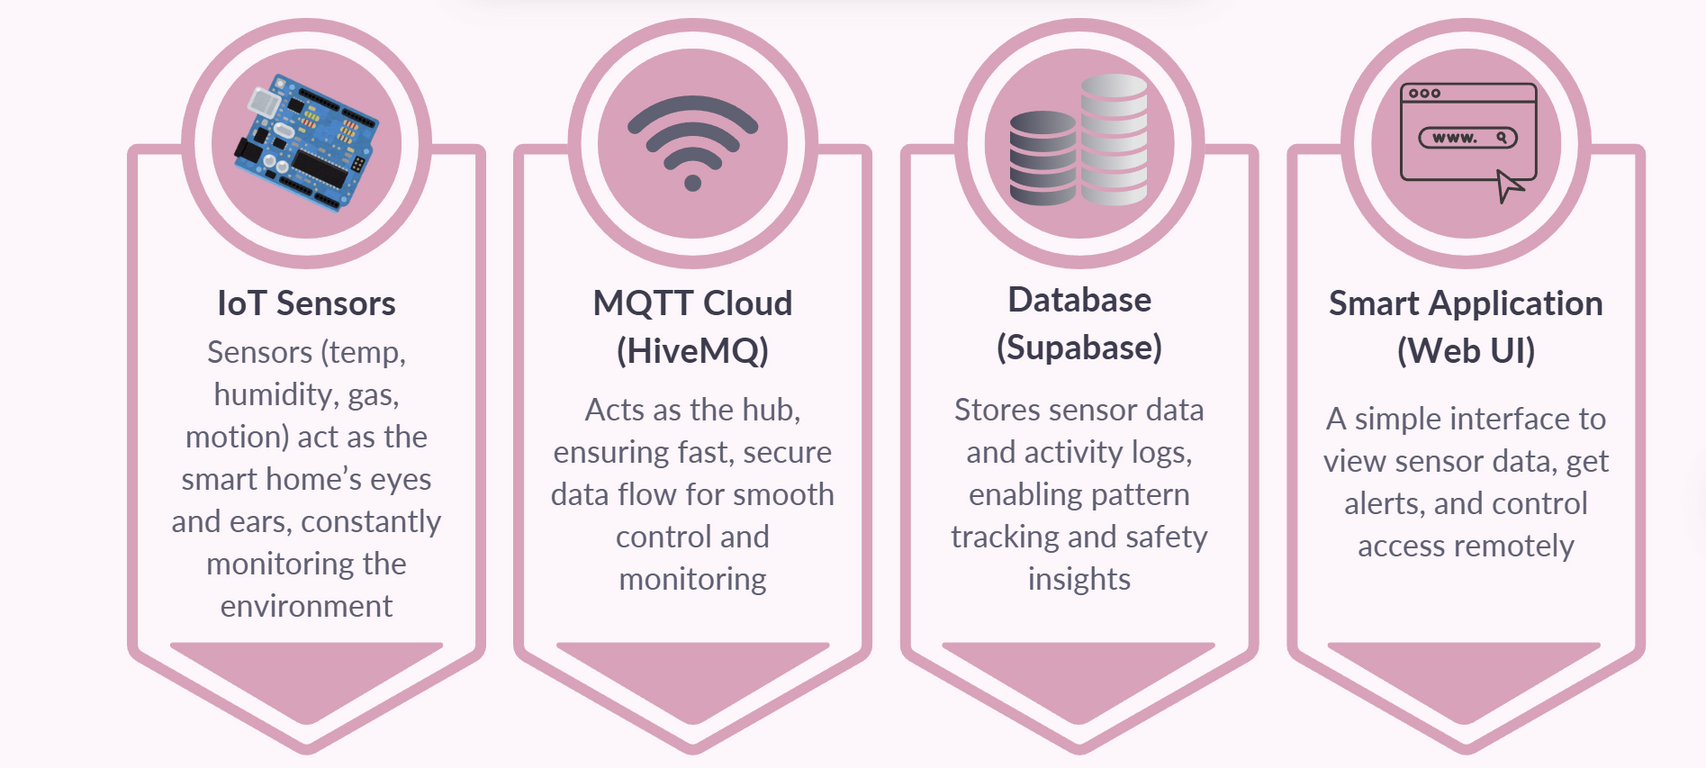 IoT Sensors
Sensors (temp,
humidity, gas,
motion) act as the
smart home’s eyes
and ears, constantly
monitoring the
environment
MQTT Cloud
(HiveMQ)
Acts as the hub,
ensuring fast, secure
data flow for smooth
control and
monitoring
Database
(Supabase)
Stores sensor data
and activity logs,
enabling pattern
tracking and safety
insights
www.
Smart Application
(Web UI)
A simple interface to
view sensor data, get
alerts, and control
access remotely